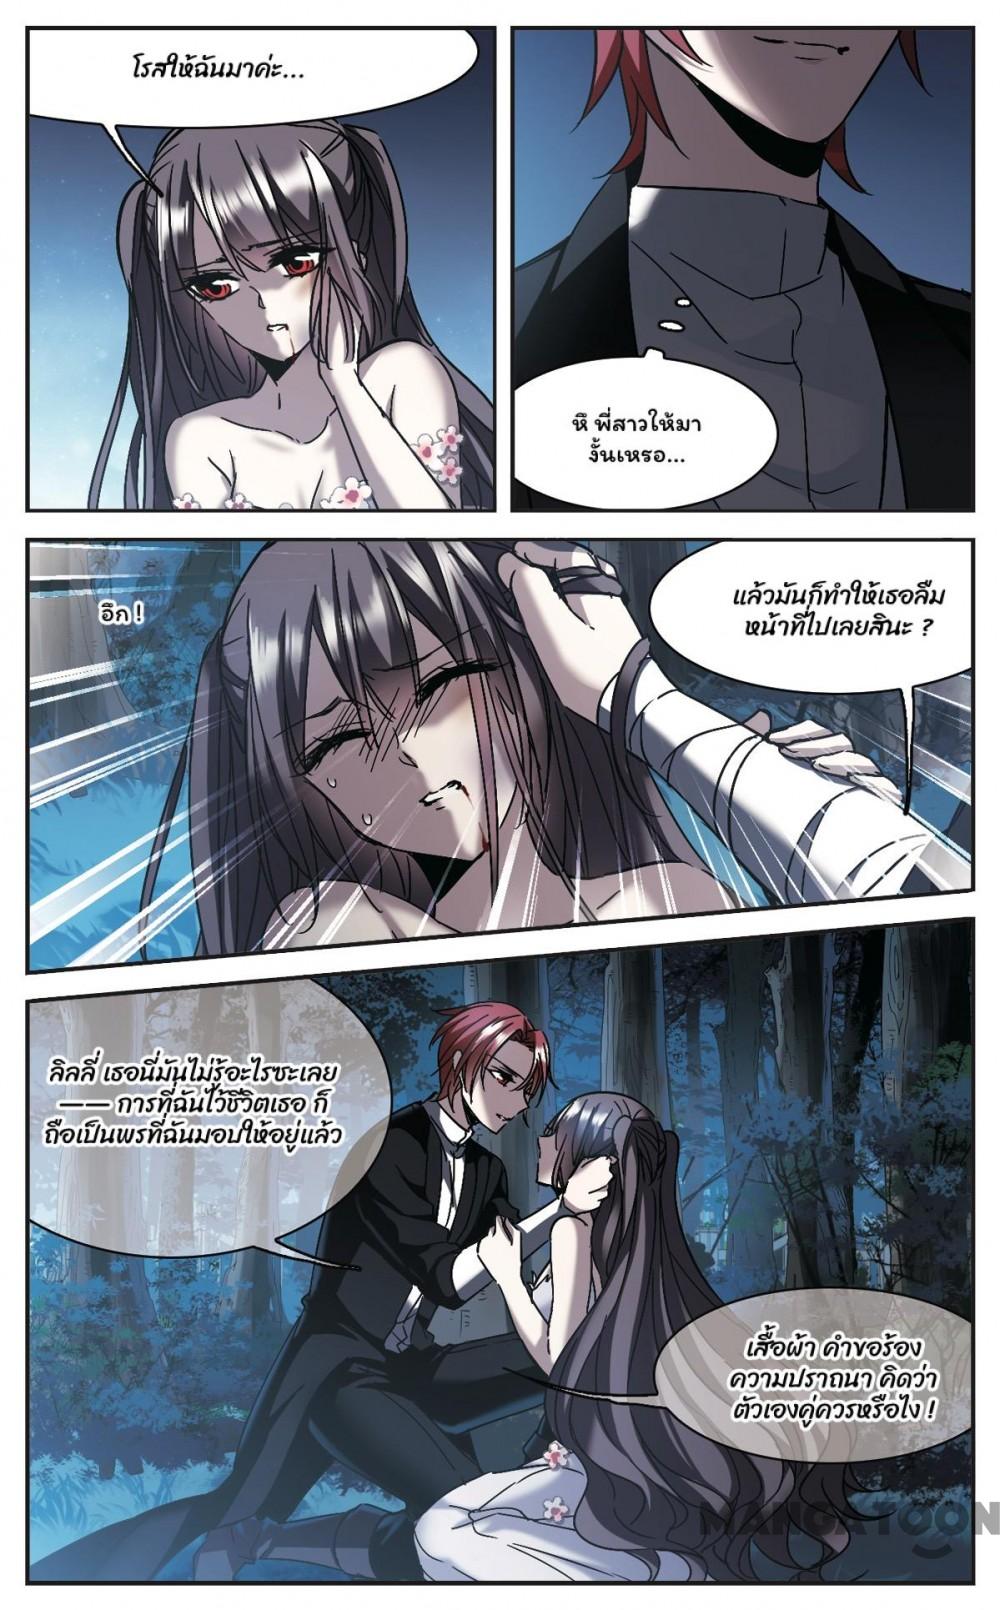 โรสให้ฉันมาค่ะ...
หึ พี่สาวให้มา
งั้นเหรอ...
อึก !
แล้วมันก็ทำให้เธอลืม
หน้าที่ไปเลยสินะ ?
ลิลลี่ เธอนี่มันไม่รู้อะไรซะเลย
—— การที่ฉันไว้ชีวิตเธอ ก็
ถือเป็นพรที่ฉันมอบให้อยู่แล้ว
เสื้อผ้า คำขอร้อง
ความปราถนา คิดว่า
ตัวเองคู่ควรหรือไง !
MANGATOON